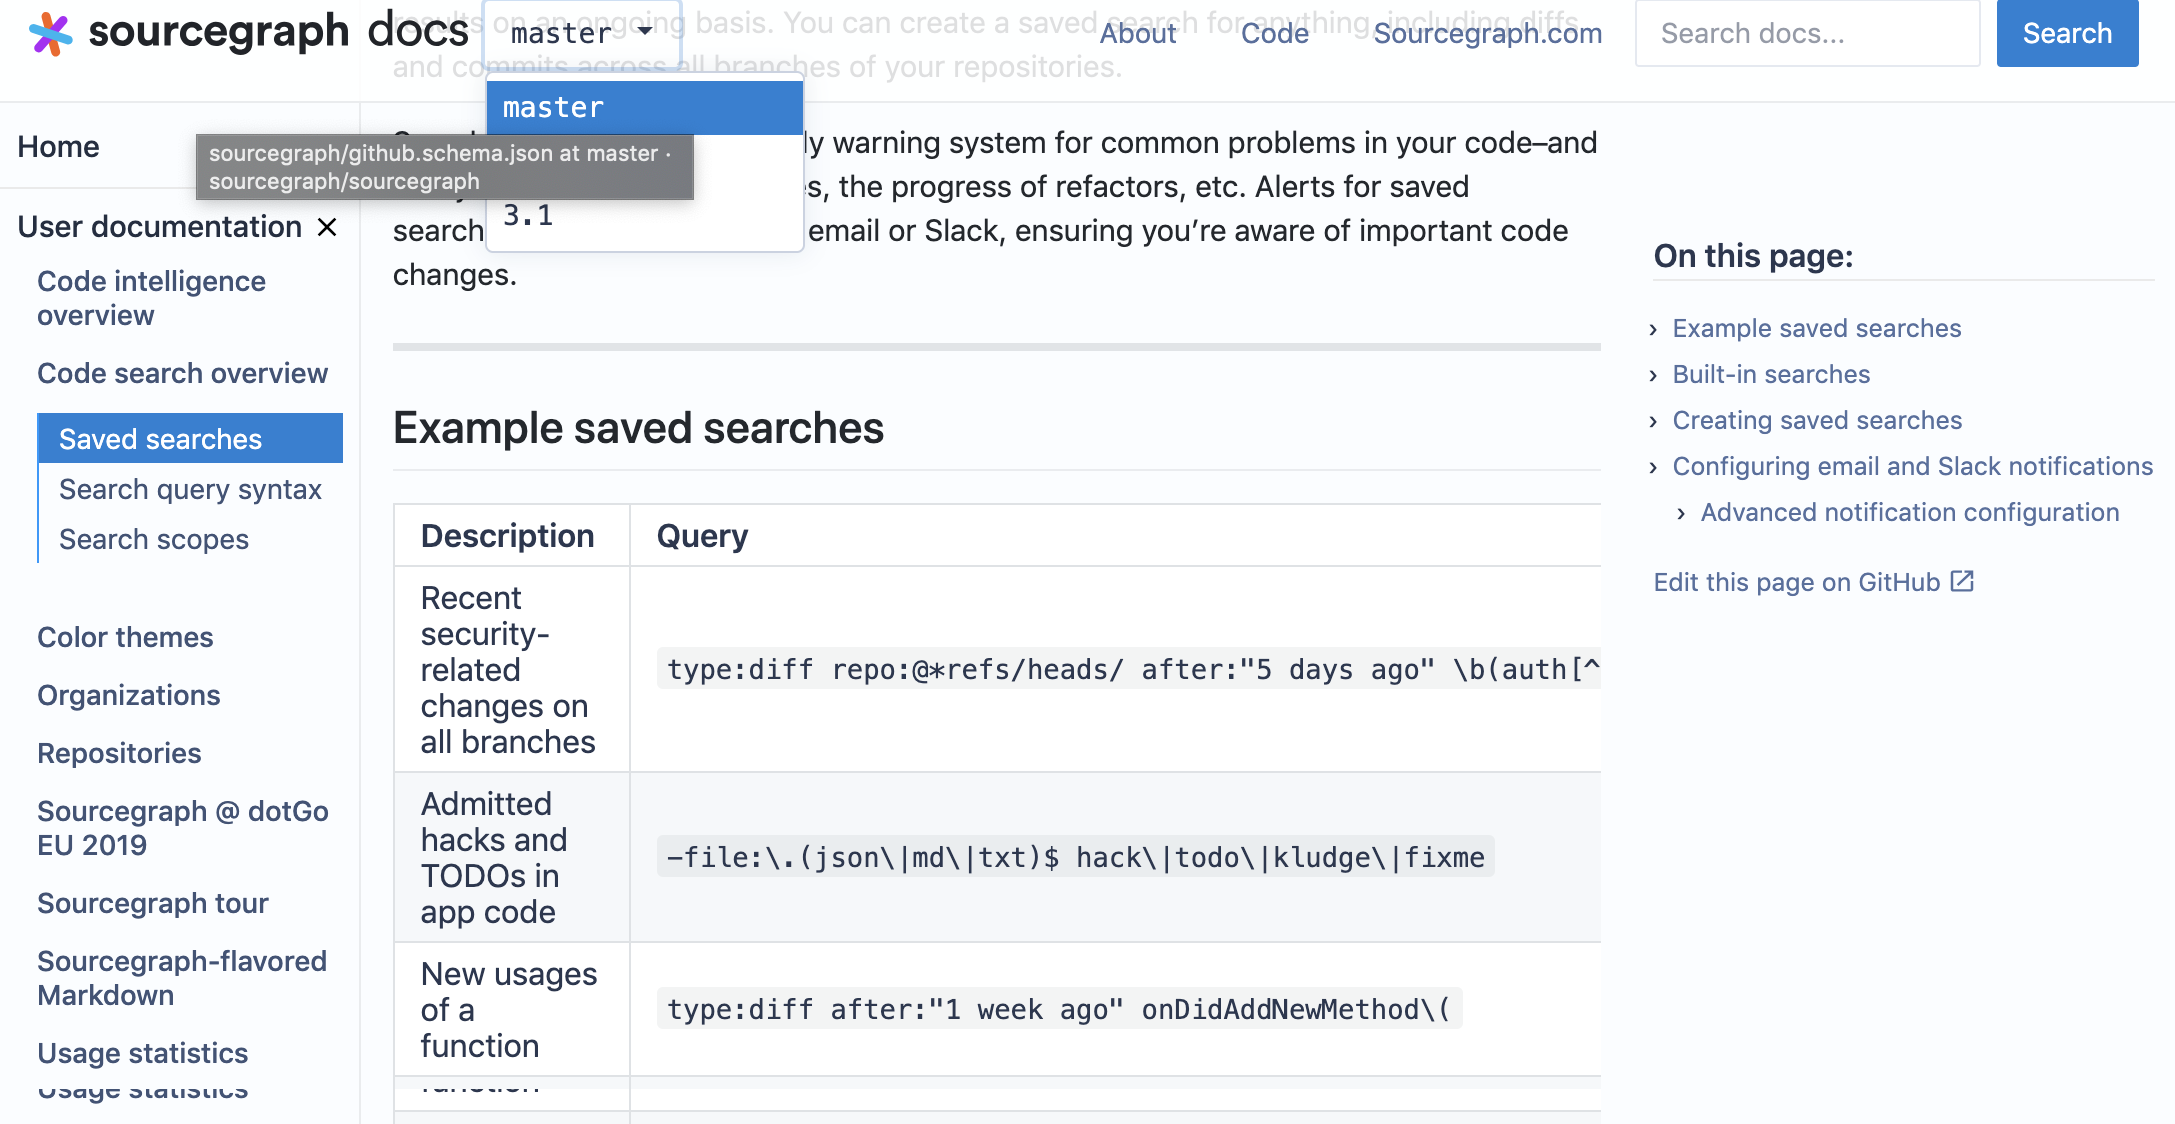 sourcegraph docs
master
About
Code
Sourcegraph.com
Search docs...
Search
results on an ongoing basis. You can create a saved search for anything, including diffs
and commits across all branches of your repositories.
master
3.1
sourcegraph/github.schema.json at master ·
sourcegraph/sourcegraph
Home
User documentation
Code intelligence
overview
Code search overview
Saved searches
Search query syntax
Search scopes
Color themes
Organizations
Repositories
Sourcegraph @ dotGo
EU 2019
Sourcegraph tour
Sourcegraph-flavored
Markdown
Usage statistics
Usage statistics
ly warning system for common problems in your code–and
s, the progress of refactors, etc. Alerts for saved
search email or Slack, ensuring you’re aware of important code
changes.
Example saved searches
Description Query
Recent
security-
related
changes on
all branches
type:diff repo:@*refs/heads/ after:"5 days ago" \b(auth[^
Admitted
hacks and
TODOs in
app code
-file:\.(json\|md\|txt)$ hack\|todo\|kludge\|fixme
New usages
of a
function
type:diff after:"1 week ago" onDidAddNewMethod\(
function
On this page:
› Example saved searches
› Built-in searches
› Creating saved searches
› Configuring email and Slack notifications
› Advanced notification configuration
Edit this page on GitHub